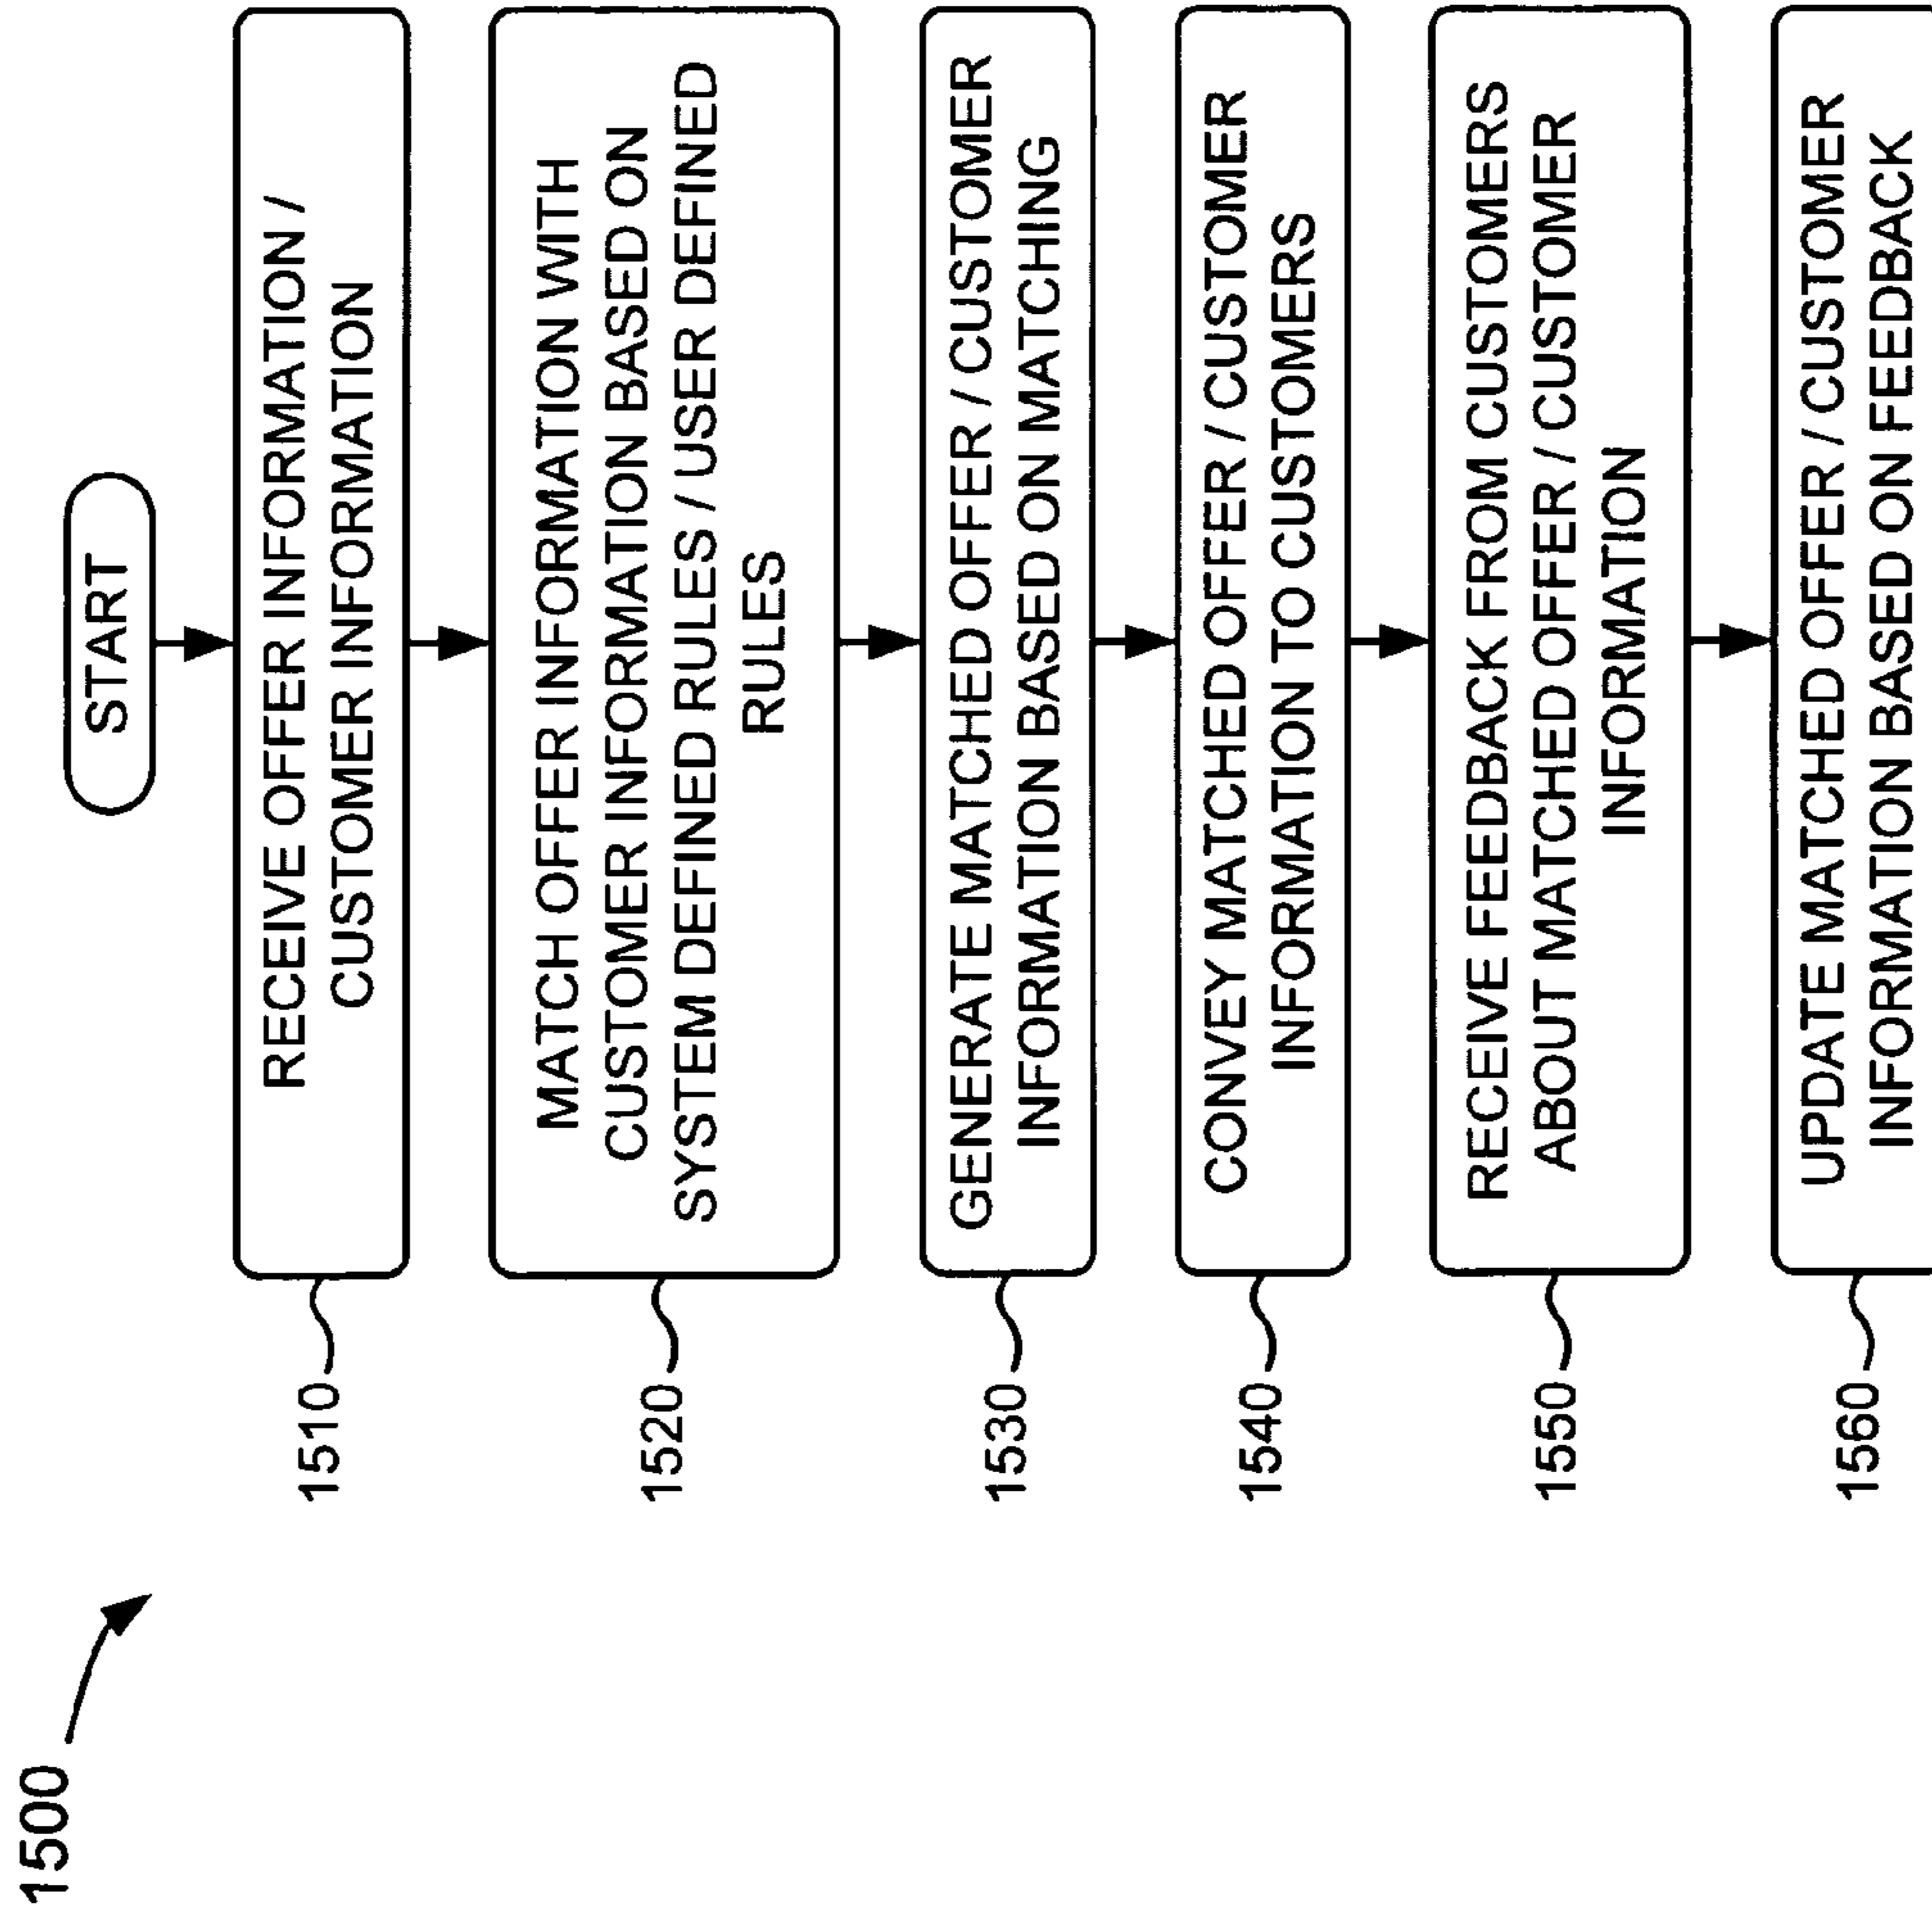 1500
START
1510
RECEIVE OFFER INFORMATION /
CUSTOMER INFORMATION
1520
MATCH OFFER INFORMATION WITH
CUSTOMER INFORMATION BASED ON
SYSTEM DEFINED RULES / USER DEFINED
RULES
1530
GENERATE MATCHED OFFER / CUSTOMER
INFORMATION BASED ON MATCHING
1540
CONVEY MATCHED OFFER / CUSTOMER
INFORMATION TO CUSTOMERS
1550
RECEIVE FEEDBACK FROM CUSTOMERS
ABOUT MATCHED OFFER / CUSTOMER
INFORMATION
1560
UPDATE MATCHED OFFER / CUSTOMER
INFORMATION BASED ON FEEDBACK